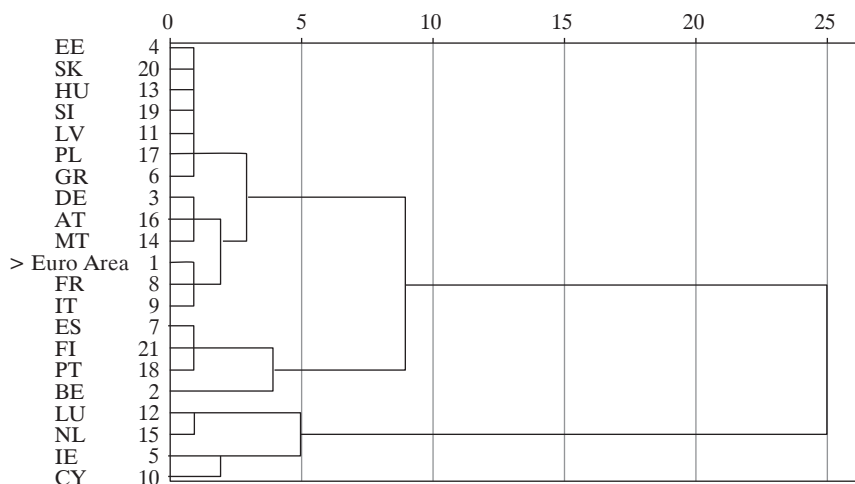 0 5 10 15 20 25
EE 4
SK 20
HU 13
SI 19
LV 11
PL 17
GR 6
DE 3
AT 16
MT 14
> Euro Area 1
FR 8
IT 9
ES 7
FI 21
PT 18
BE 2
LU 12
NL 15
IE 5
CY 10